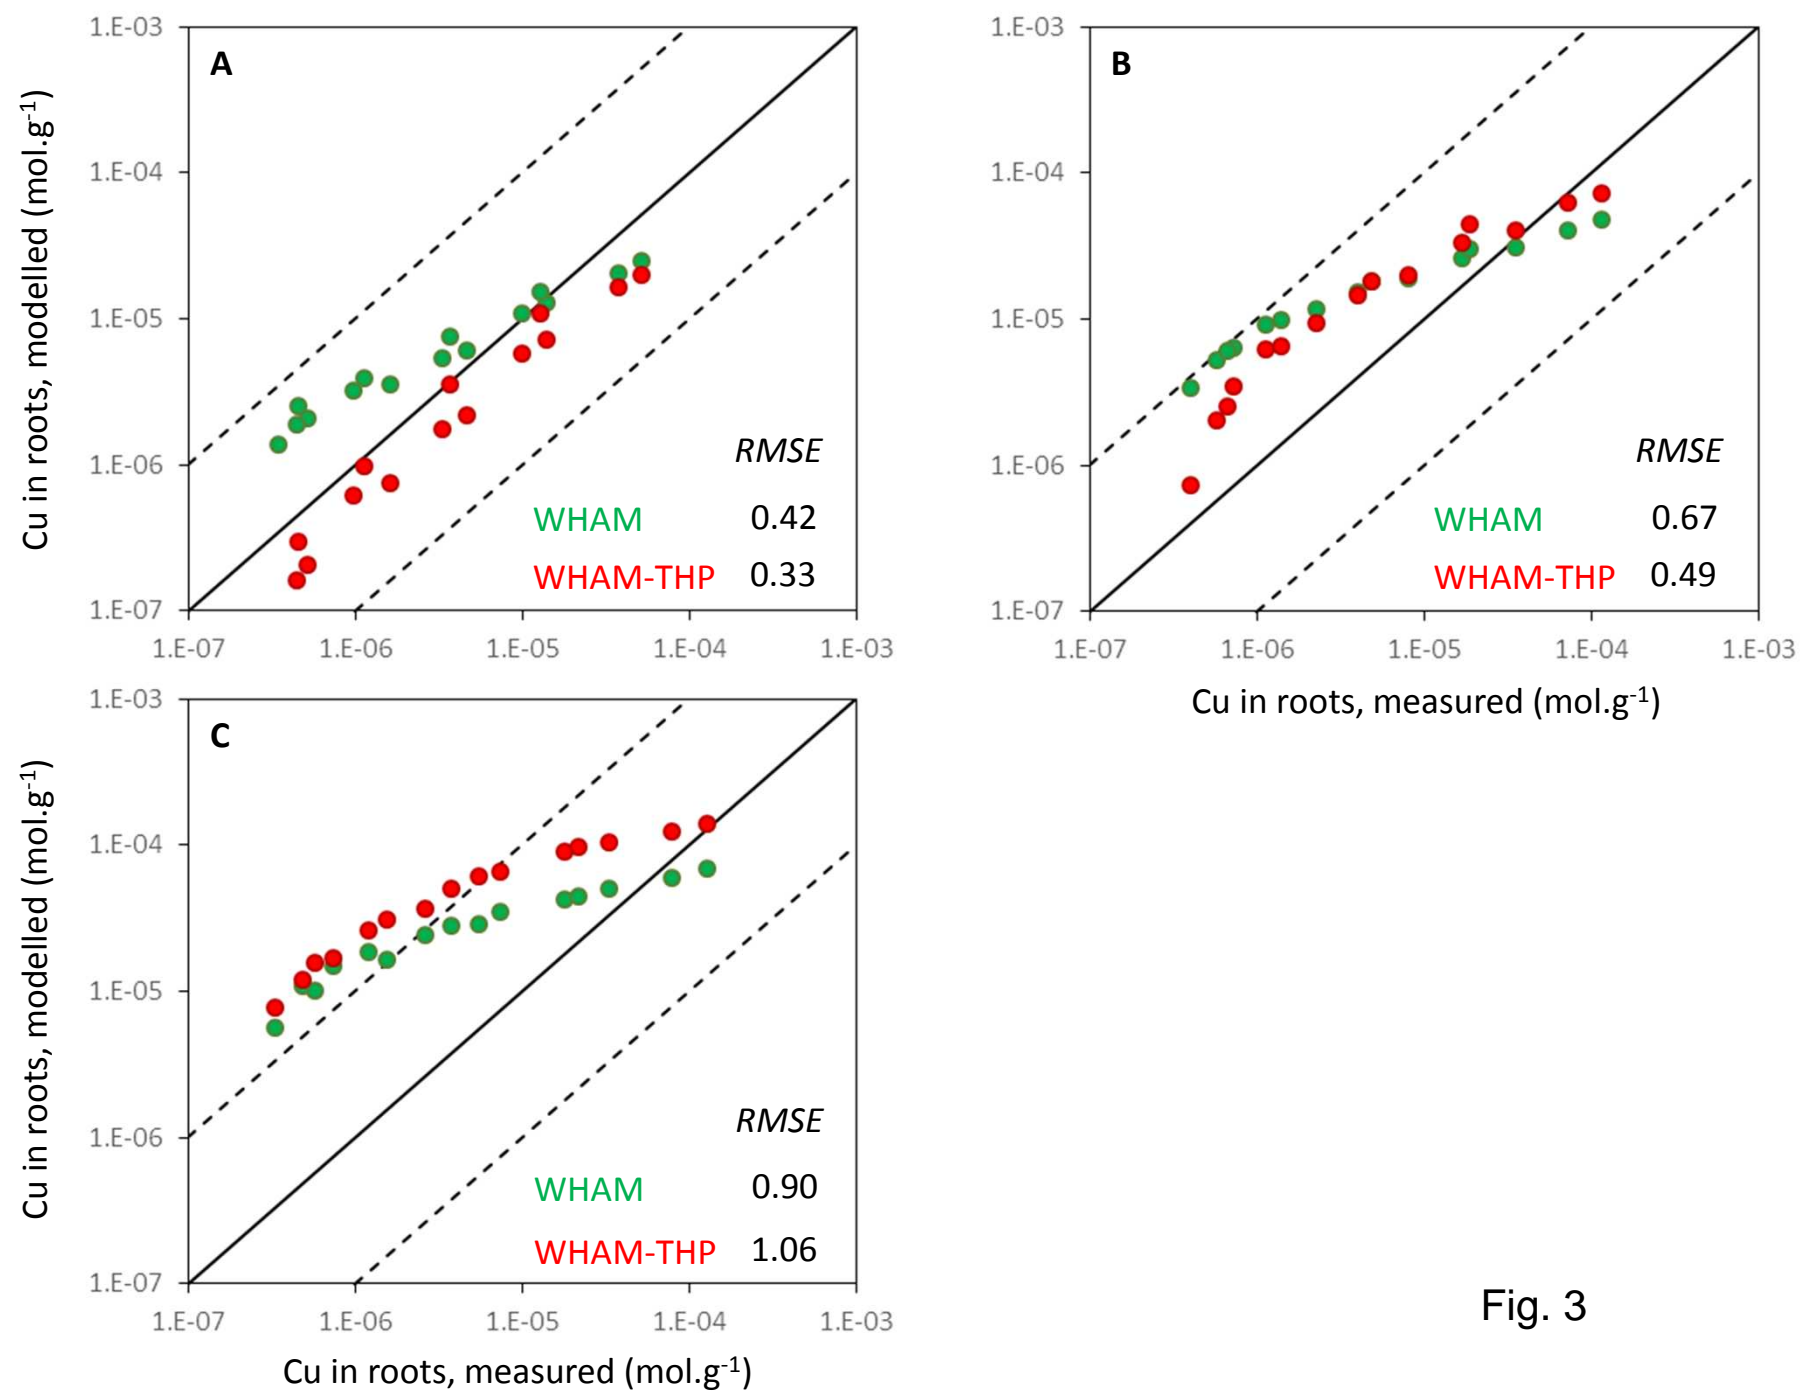 A
Cu in roots, modelled (mol.g-1)
1.E-03
1.E-04
1.E-05
1.E-06
1.E-07
RMSE
WHAM 0.42
WHAM-THP 0.33
1.E-07 1.E-06 1.E-05 1.E-04 1.E-03
B
1.E-03
1.E-04
1.E-05
1.E-06
1.E-07
RMSE
WHAM 0.67
WHAM-THP 0.49
1.E-07 1.E-06 1.E-05 1.E-04 1.E-03
Cu in roots, measured (mol.g-1)
C
Cu in roots, modelled (mol.g-1)
1.E-03
1.E-04
1.E-05
1.E-06
1.E-07
RMSE
WHAM 0.90
WHAM-THP 1.06
1.E-07 1.E-06 1.E-05 1.E-04 1.E-03
Cu in roots, measured (mol.g-1)
Fig. 3